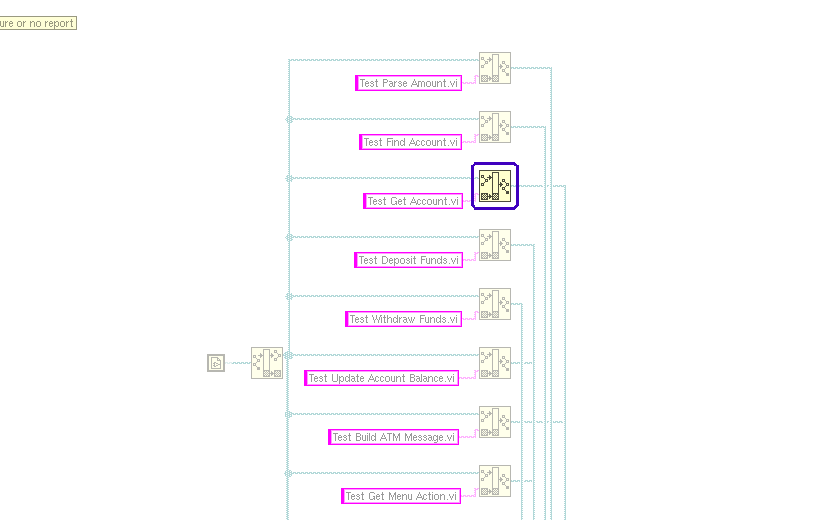 ure or no report
Test Parse Amount.vi
Test Find Account.vi
Test Get Account.vi
Test Deposit Funds.vi
Test Withdraw Funds.vi
Test Update Account Balance.vi
Test Build ATM Message.vi
Test Get Menu Action.vi